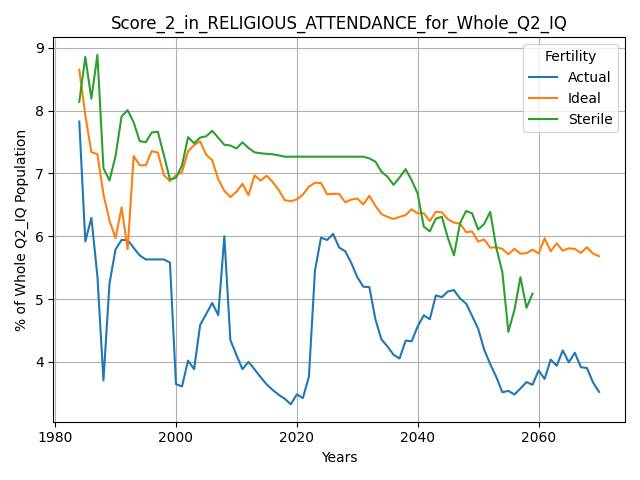 Score_2_in_RELIGIOUS_ATTENDANCE_for_Whole_Q2_IQ
% of Whole Q2_IQ Population
9
8
7
6
5
4
Fertility
Actual
Ideal
Sterile
1980 2000 2020 2040 2060
Years